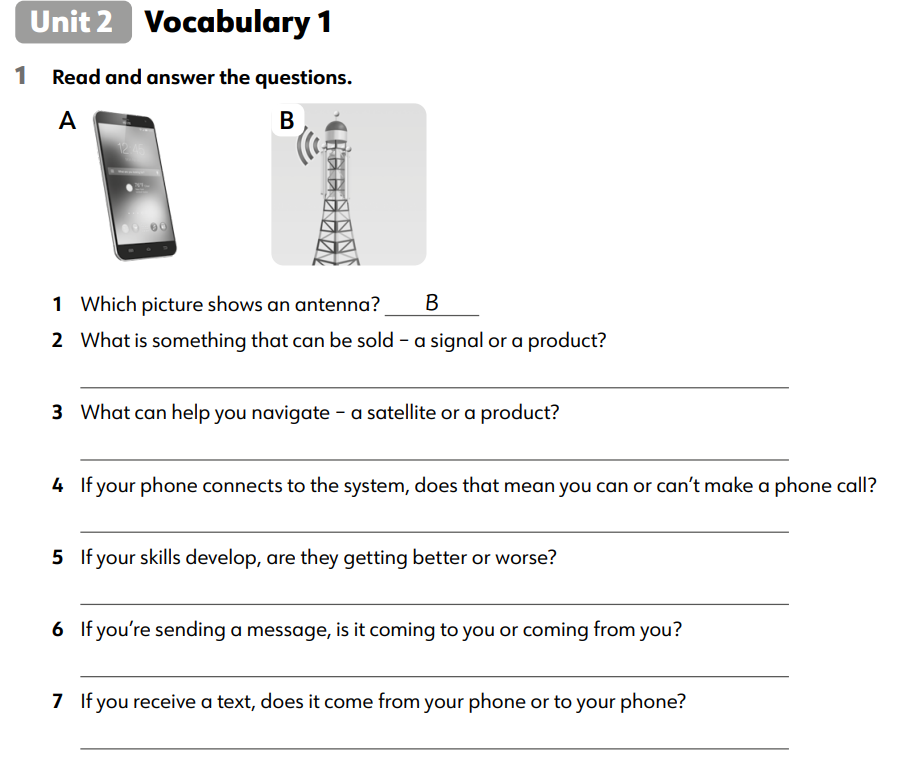 Unit 2 Vocabulary 1
1 Read and answer the questions.
A B
1 Which picture shows an antenna? B
2 What is something that can be sold – a signal or a product?
3 What can help you navigate – a satellite or a product?
4 If your phone connects to the system, does that mean you can or can’t make a phone call?
5 If your skills develop, are they getting better or worse?
6 If you’re sending a message, is it coming to you or coming from you?
7 If you receive a text, does it come from your phone or to your phone?